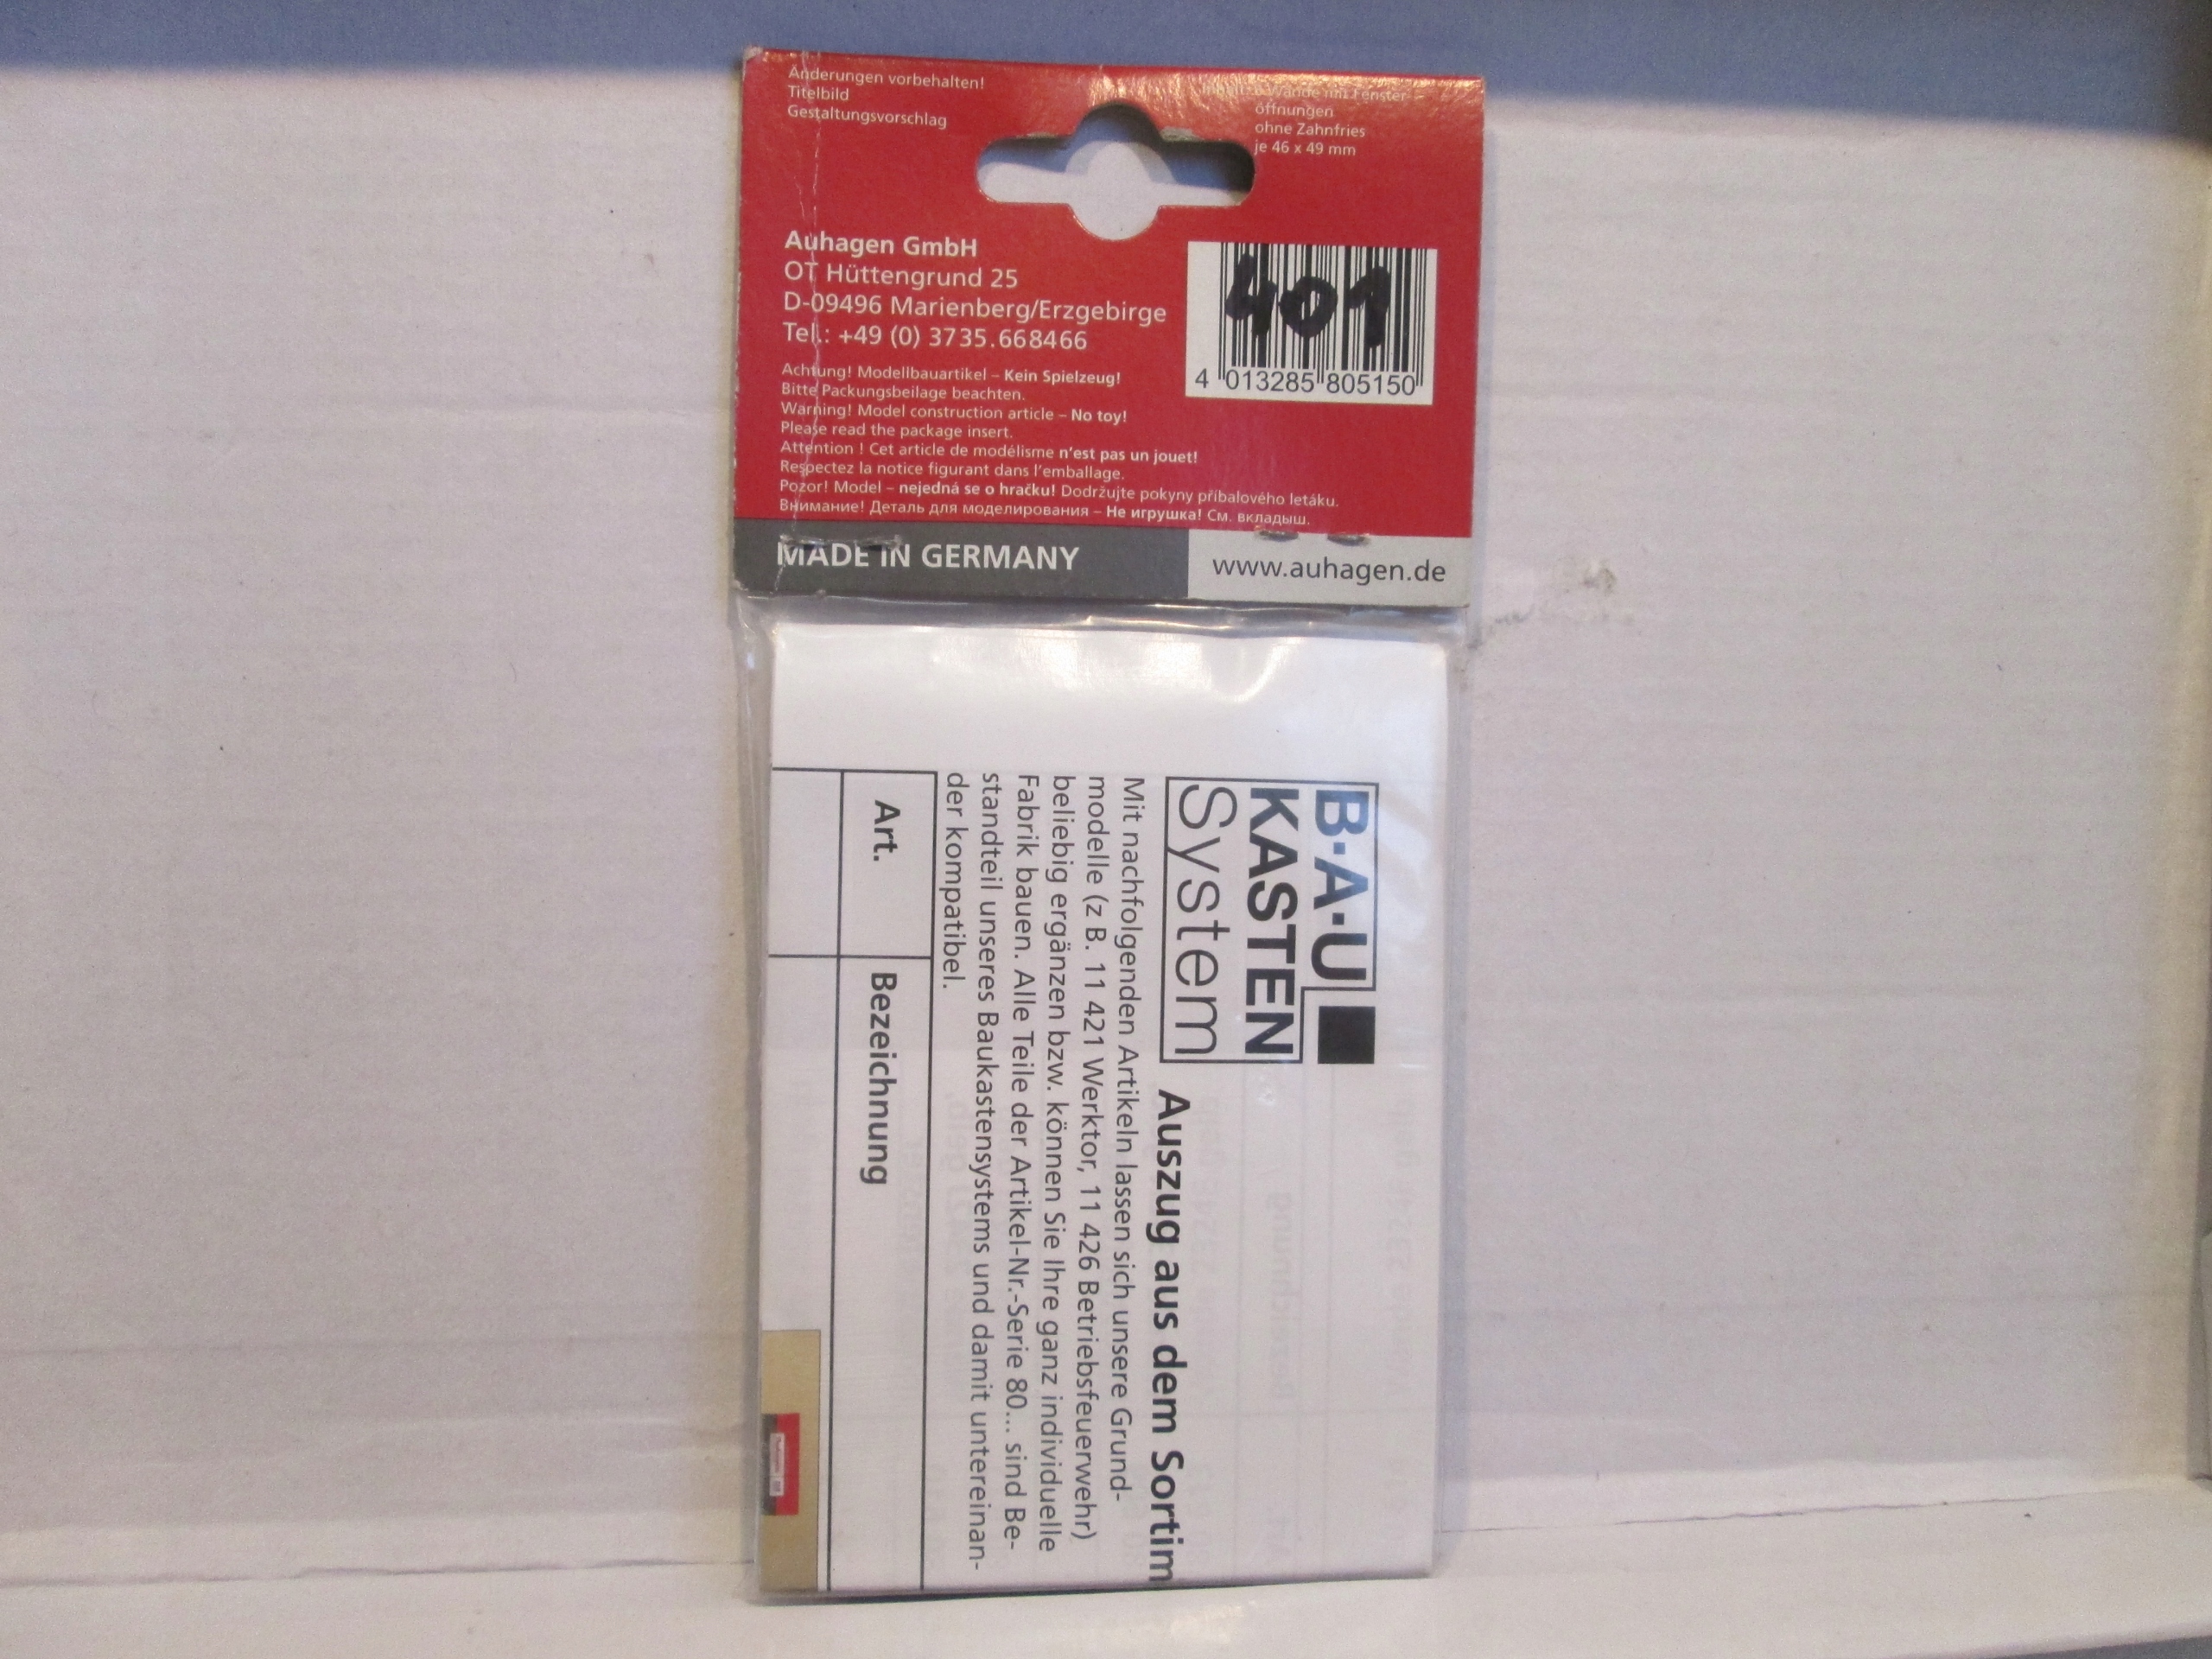 Änderungen vorbehalten!
Titelbild
Gestaltungsvorschlag
Wände mit Fenster-
öffnungen
ohne Zahnfries
je 46 x 49 mm
Auhagen GmbH
OT Hüttengrund 25
D-09496 Marienberg/Erzgebirge
Tel.: +49 (0) 3735.668466
401
4 013285 805150
Achtung! Modellbauartikel – Kein Spielzeug!
Bitte Packungsbeilage beachten.
Warning! Model construction article – No toy!
Please read the package insert.
Attention ! Cet article de modélisme n'est pas un jouet!
Respectez la notice figurant dans l'emballage.
Pozor! Model – nejedná se o hračku! Dodržujte pokyny příbalového letáku.
Внимание! Деталь для моделирования – Не игрушка! См. вкладыш.
MADE IN GERMANY
www.auhagen.de
B·A·U
KASTEN
System
Auszug aus dem Sortim
Mit nachfolgenden Artikeln lassen sich unsere Grund-
modelle (z B. 11 421 Werktor, 11 426 Betriebsfeuerwehr)
beliebig ergänzen bzw. können Sie Ihre ganz individuelle
Fabrik bauen. Alle Teile der Artikel-Nr.-Serie 80... sind Be-
standteil unseres Baukastensystems und damit untereinan-
der kompatibel.
Art.
Bezeichnung